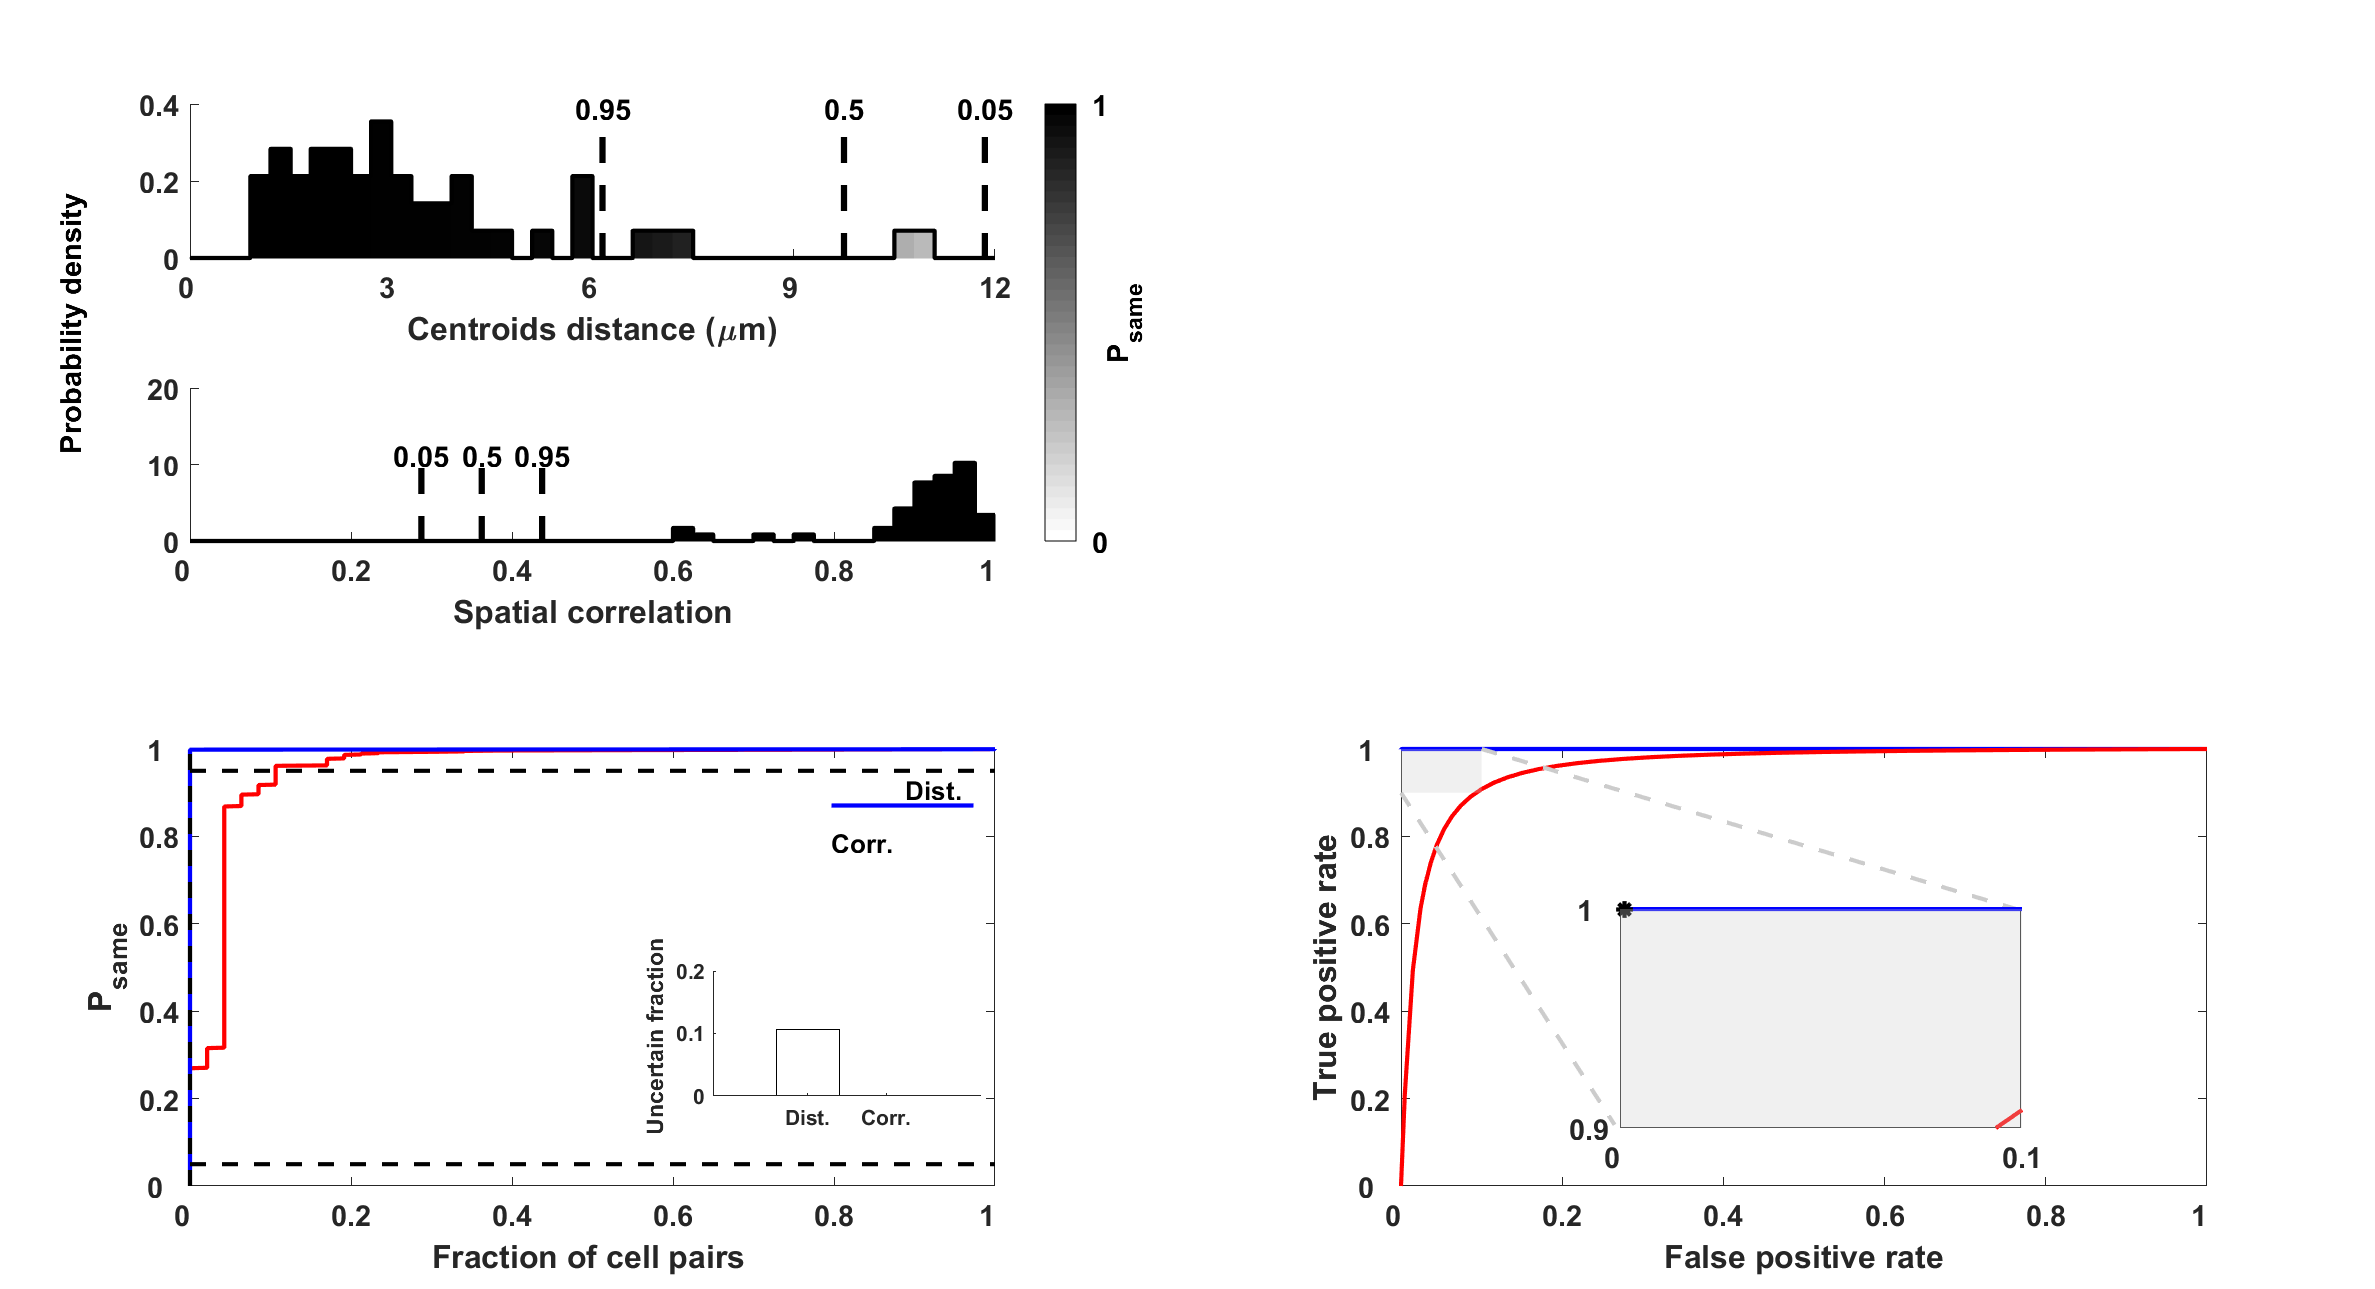 0.4
0.2
0
0.95
0.5
0.05
0 3 6 9 12
Centroids distance (μm)
Probability density
20
10
0
0.05 0.5 0.95
0 0.2 0.4 0.6 0.8 1
Spatial correlation
1
0
P same
1
0.8
0.6
0.4
0.2
0
P same
Dist.
Corr.
Uncertain fraction
0.2
0.1
0
Dist. Corr.
0 0.2 0.4 0.6 0.8 1
Fraction of cell pairs
1
0.8
0.6
0.4
0.2
0
True positive rate
1
0.9
0 0.1
0 0.2 0.4 0.6 0.8 1
False positive rate